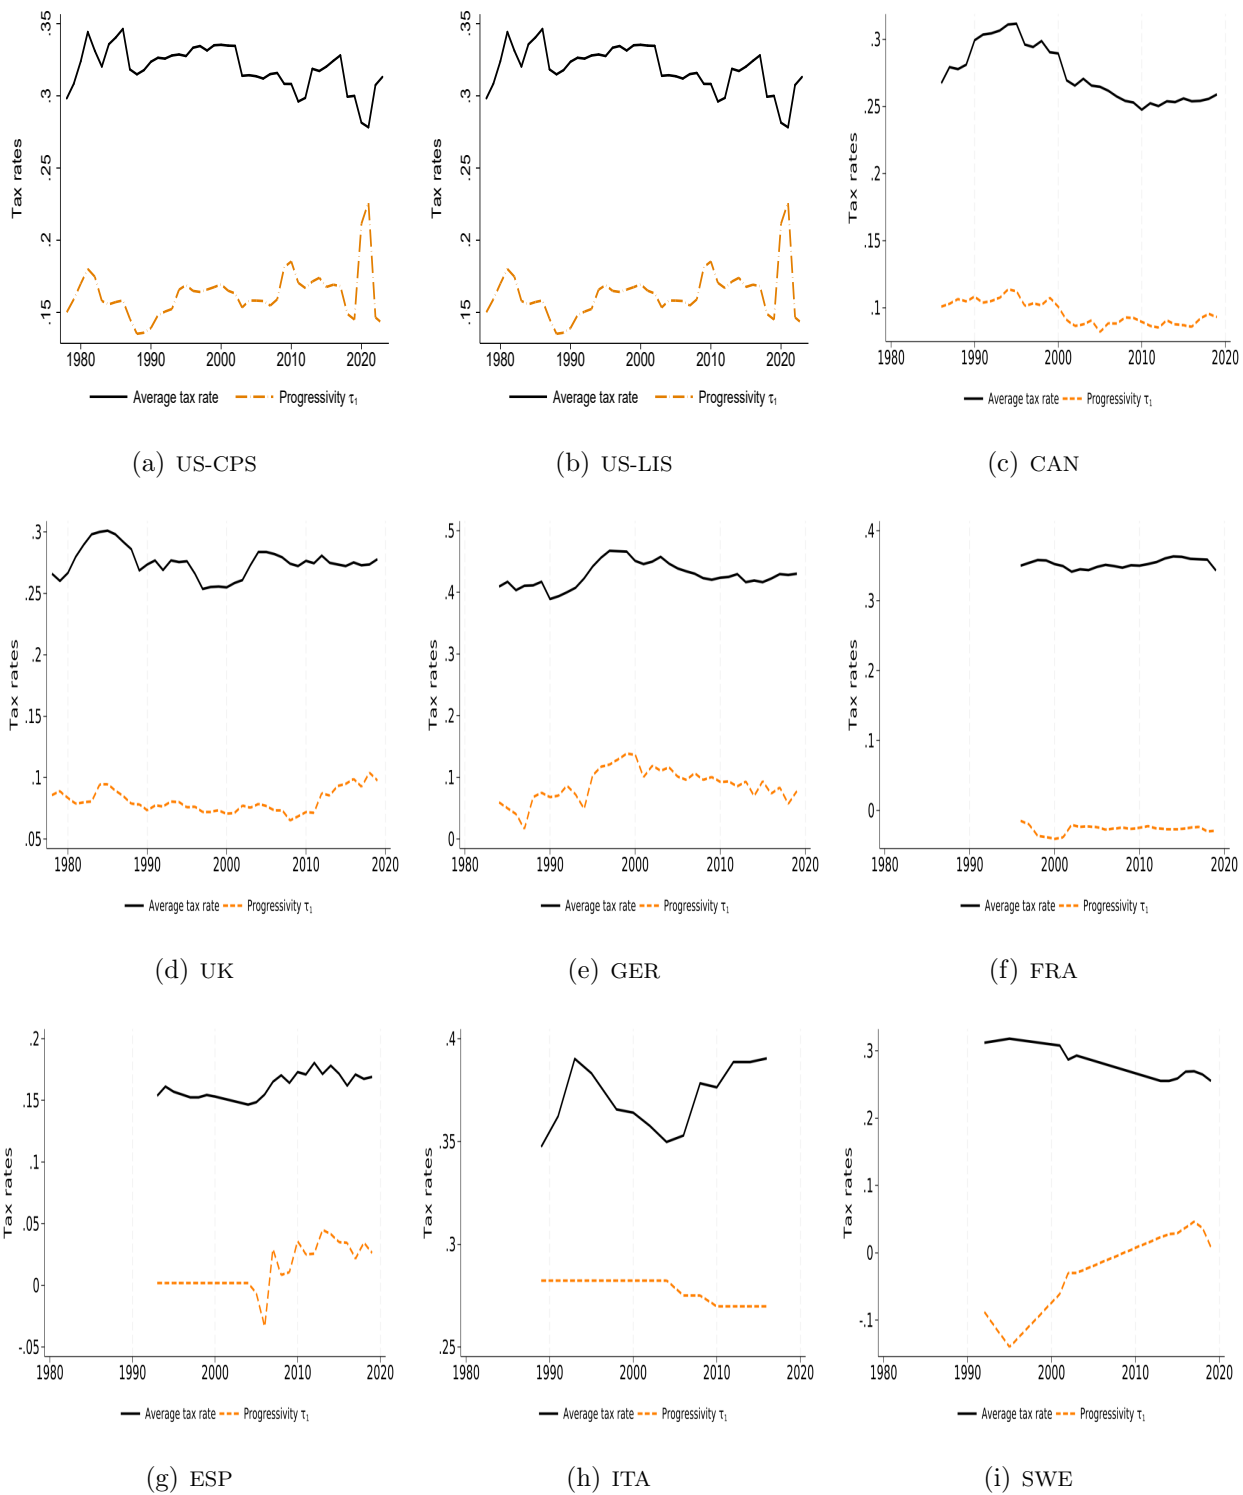 .35
.3
.25
.2
.15
Tax rates
1980 1990 2000 2010 2020
Average tax rate Progressivity τ₁
(a) US-CPS
.35
.3
.25
.2
.15
Tax rates
1980 1990 2000 2010 2020
Average tax rate Progressivity τ₁
(b) US-LIS
.3
.25
.2
.15
.1
Tax rates
1980 1990 2000 2010 2020
Average tax rate Progressivity τ₁
(c) CAN
.3
.25
.2
.15
.1
.05
Tax rates
1980 1990 2000 2010 2020
Average tax rate Progressivity τ₁
(d) UK
.5
.4
.3
.2
.1
0
Tax rates
1980 1990 2000 2010 2020
Average tax rate Progressivity τ₁
(e) GER
.4
.3
.2
.1
0
Tax rates
1980 1990 2000 2010 2020
Average tax rate Progressivity τ₁
(f) FRA
.2
.15
.1
.05
0
-.05
Tax rates
1980 1990 2000 2010 2020
Average tax rate Progressivity τ₁
(g) ESP
.4
.35
.3
.25
Tax rates
1980 1990 2000 2010 2020
Average tax rate Progressivity τ₁
(h) ITA
.3
.2
.1
0
-.1
Tax rates
1980 1990 2000 2010 2020
Average tax rate Progressivity τ₁
(i) SWE